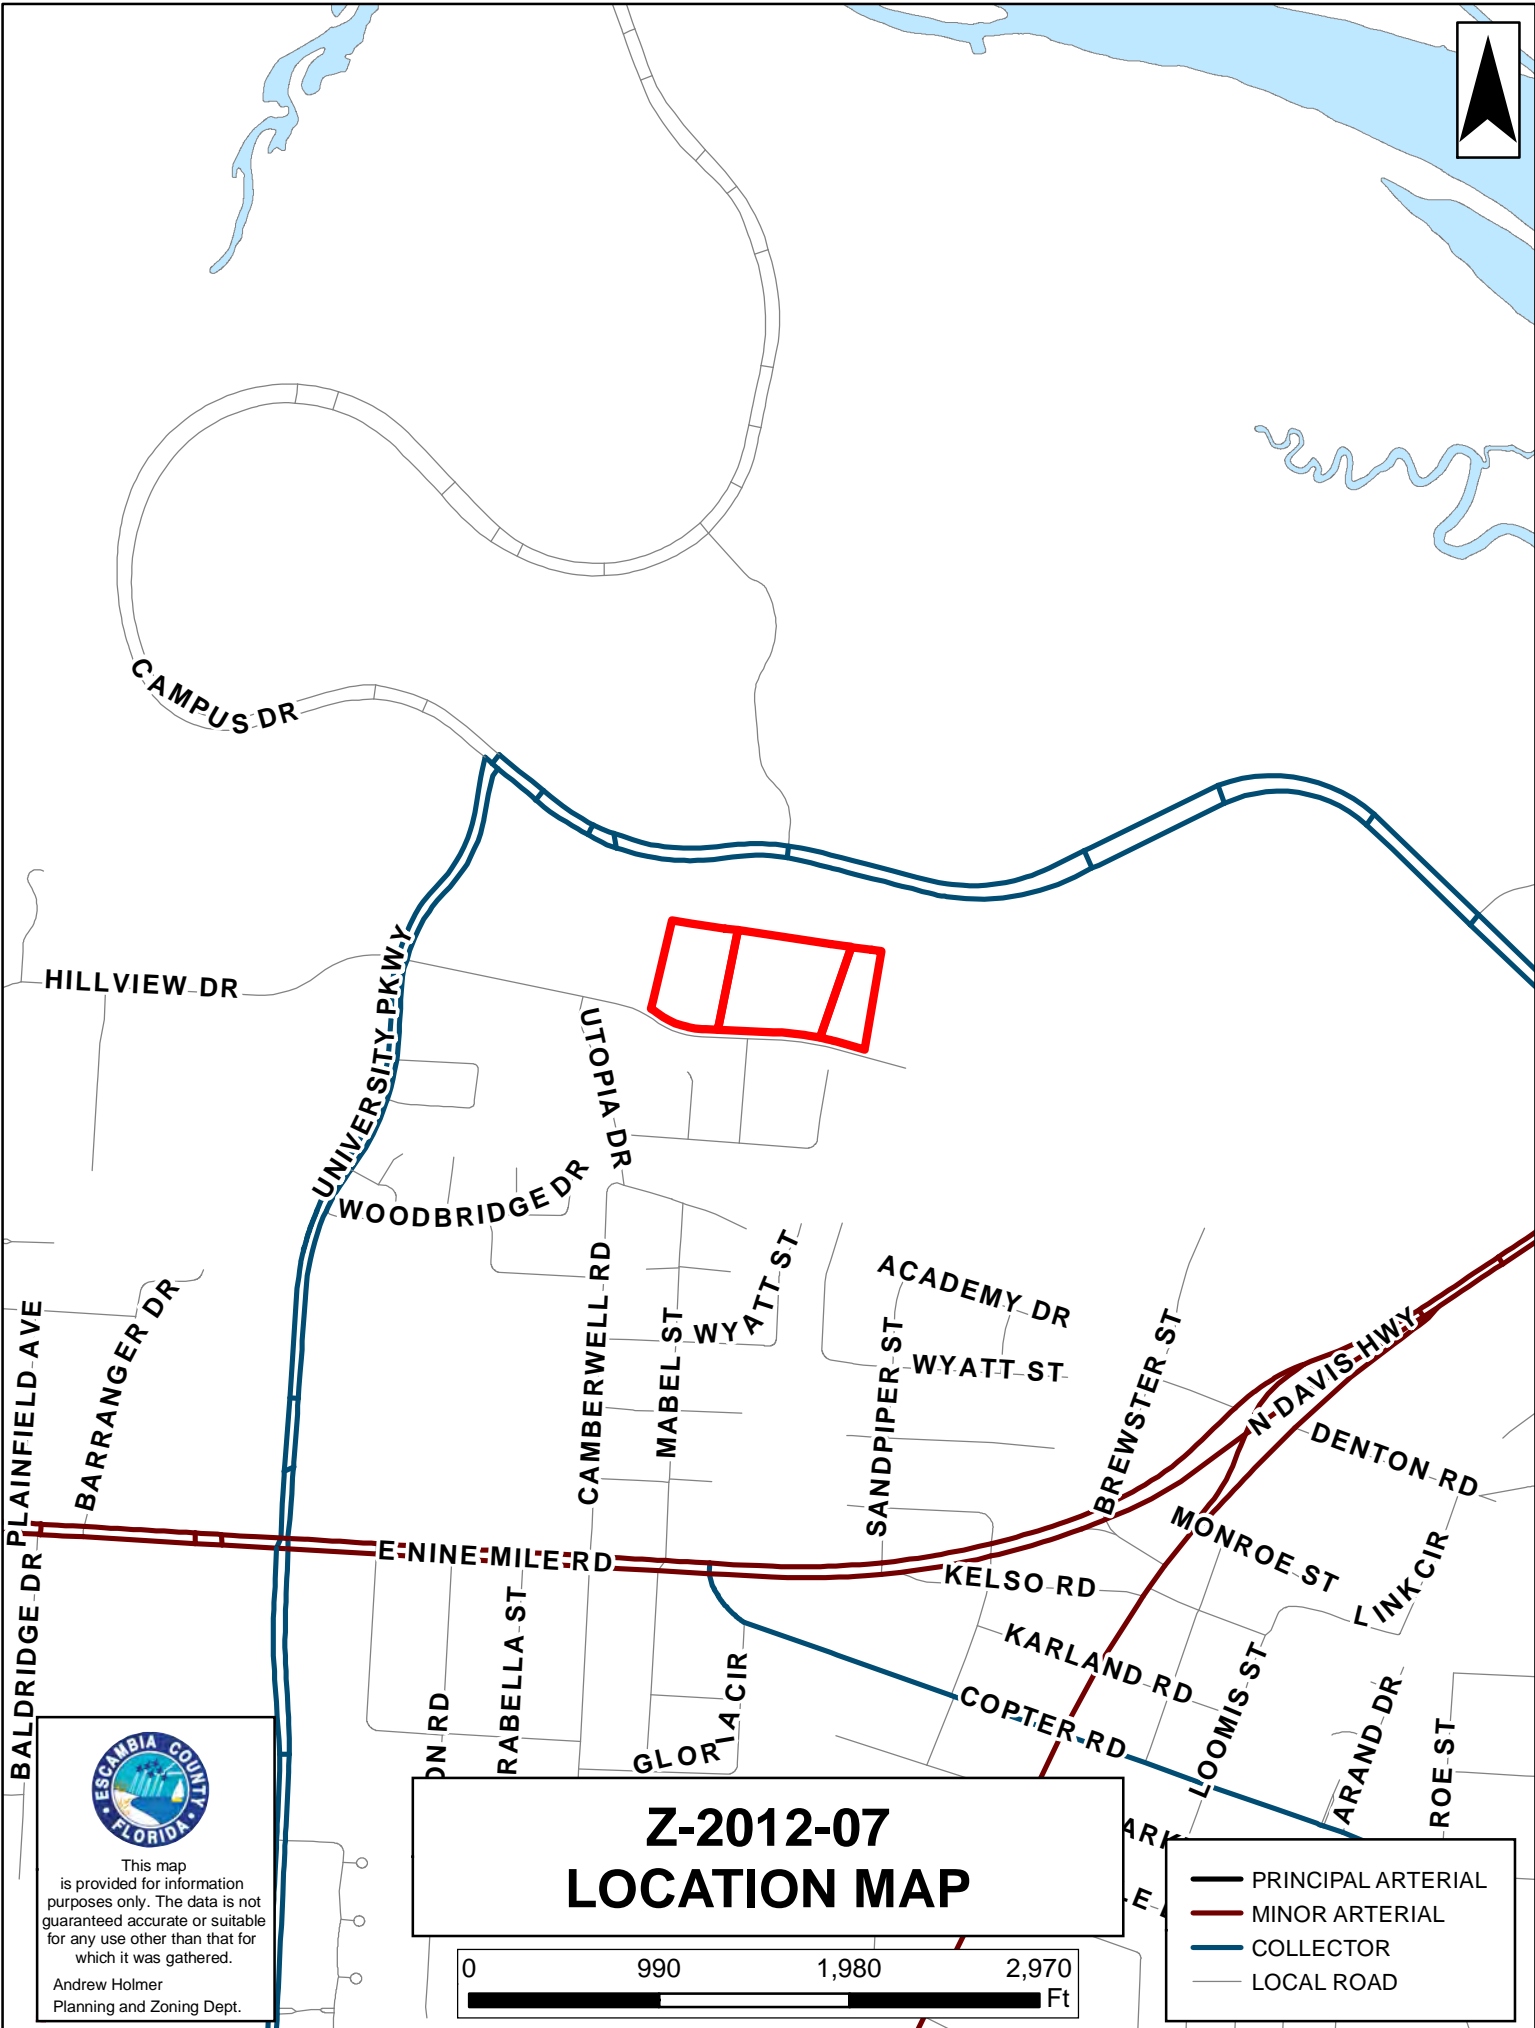 CAMPUS DR
HILLVIEW DR
UNIVERSITY PKWY
UTOPIA DR
WOODBRIDGE DR
CAMBERWELL RD
MABEL ST
WYATT ST
ACADEMY DR
WYATT ST
SANDPIPER ST
BREWSTER ST
N DAVIS HWY
DENTON RD
PLAINFIELD AVE
BARRANGER DR
E NINE MILE RD
KELSO RD
MONROE ST
LINK CIR
KARLAND RD
COPTER RD
LOOMIS ST
ARAND DR
ROE ST
BALDRIDGE DR
ON RD
RABELLA ST
GLORIA CIR
ARK
LE
ESCAMBIA COUNTY
FLORIDA
This map
is provided for information
purposes only. The data is not
guaranteed accurate or suitable
for any use other than that for
which it was gathered.
Andrew Holmer
Planning and Zoning Dept.
Z-2012-07
LOCATION MAP
0 990 1,980 2,970
Ft
PRINCIPAL ARTERIAL
MINOR ARTERIAL
COLLECTOR
LOCAL ROAD